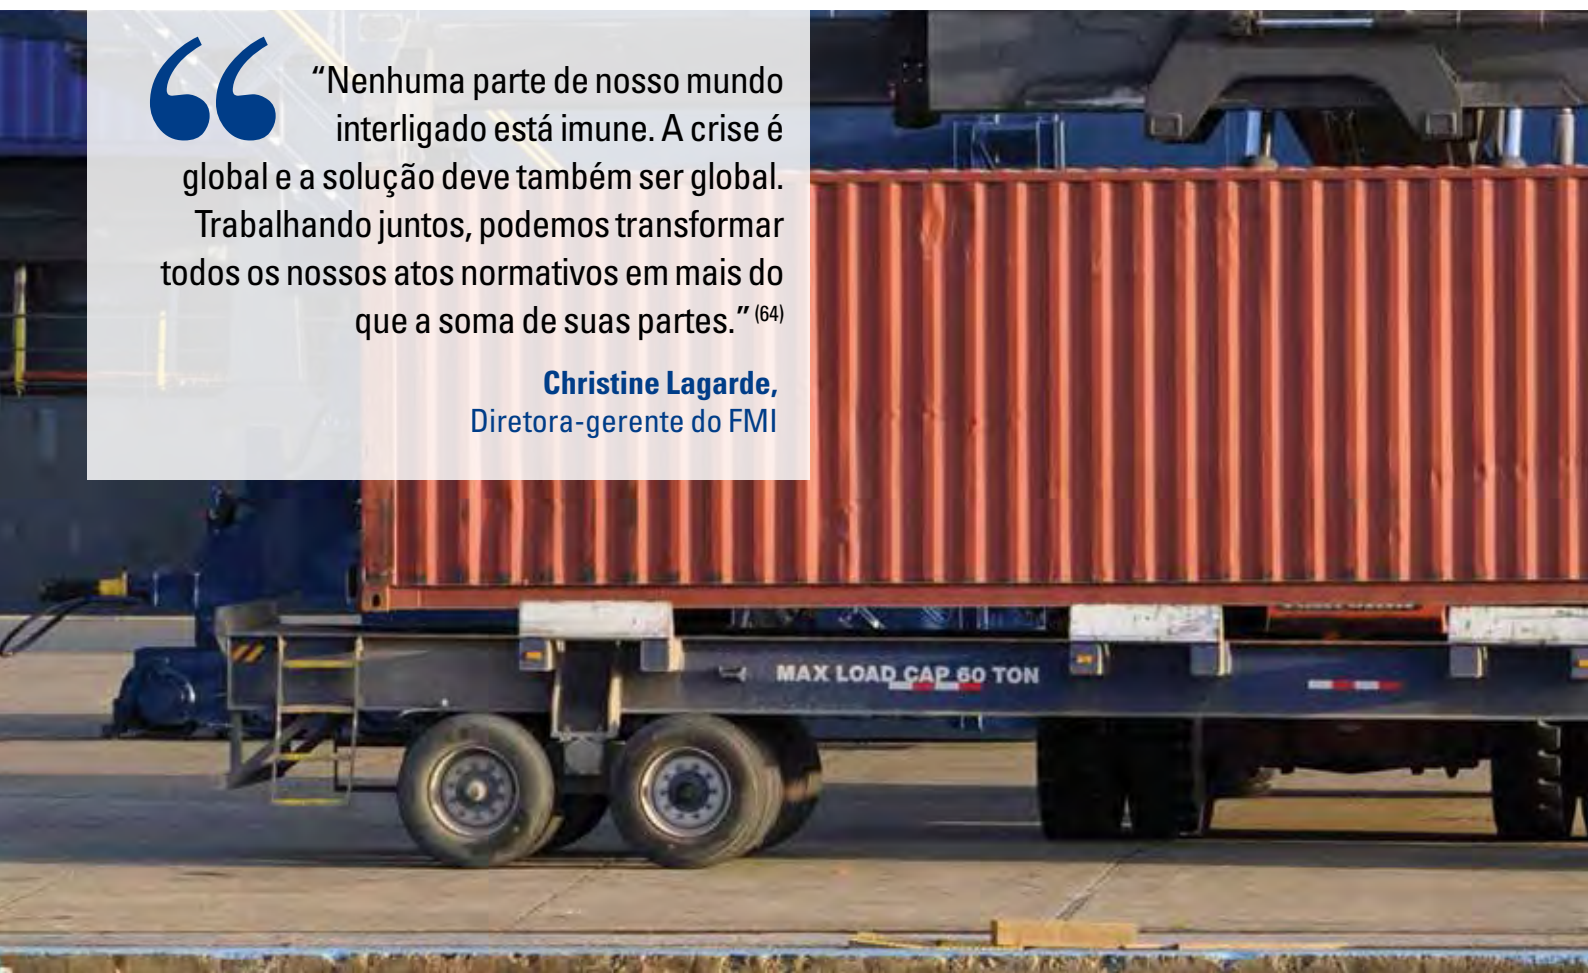 “Nenhuma parte de nosso mundo
interligado está imune. A crise é
global e a solução deve também ser global.
Trabalhando juntos, podemos transformar
todos os nossos atos normativos em mais do
que a soma de suas partes.” (64)
Christine Lagarde,
Diretora-gerente do FMI
MAX LOAD CAP 60 TON